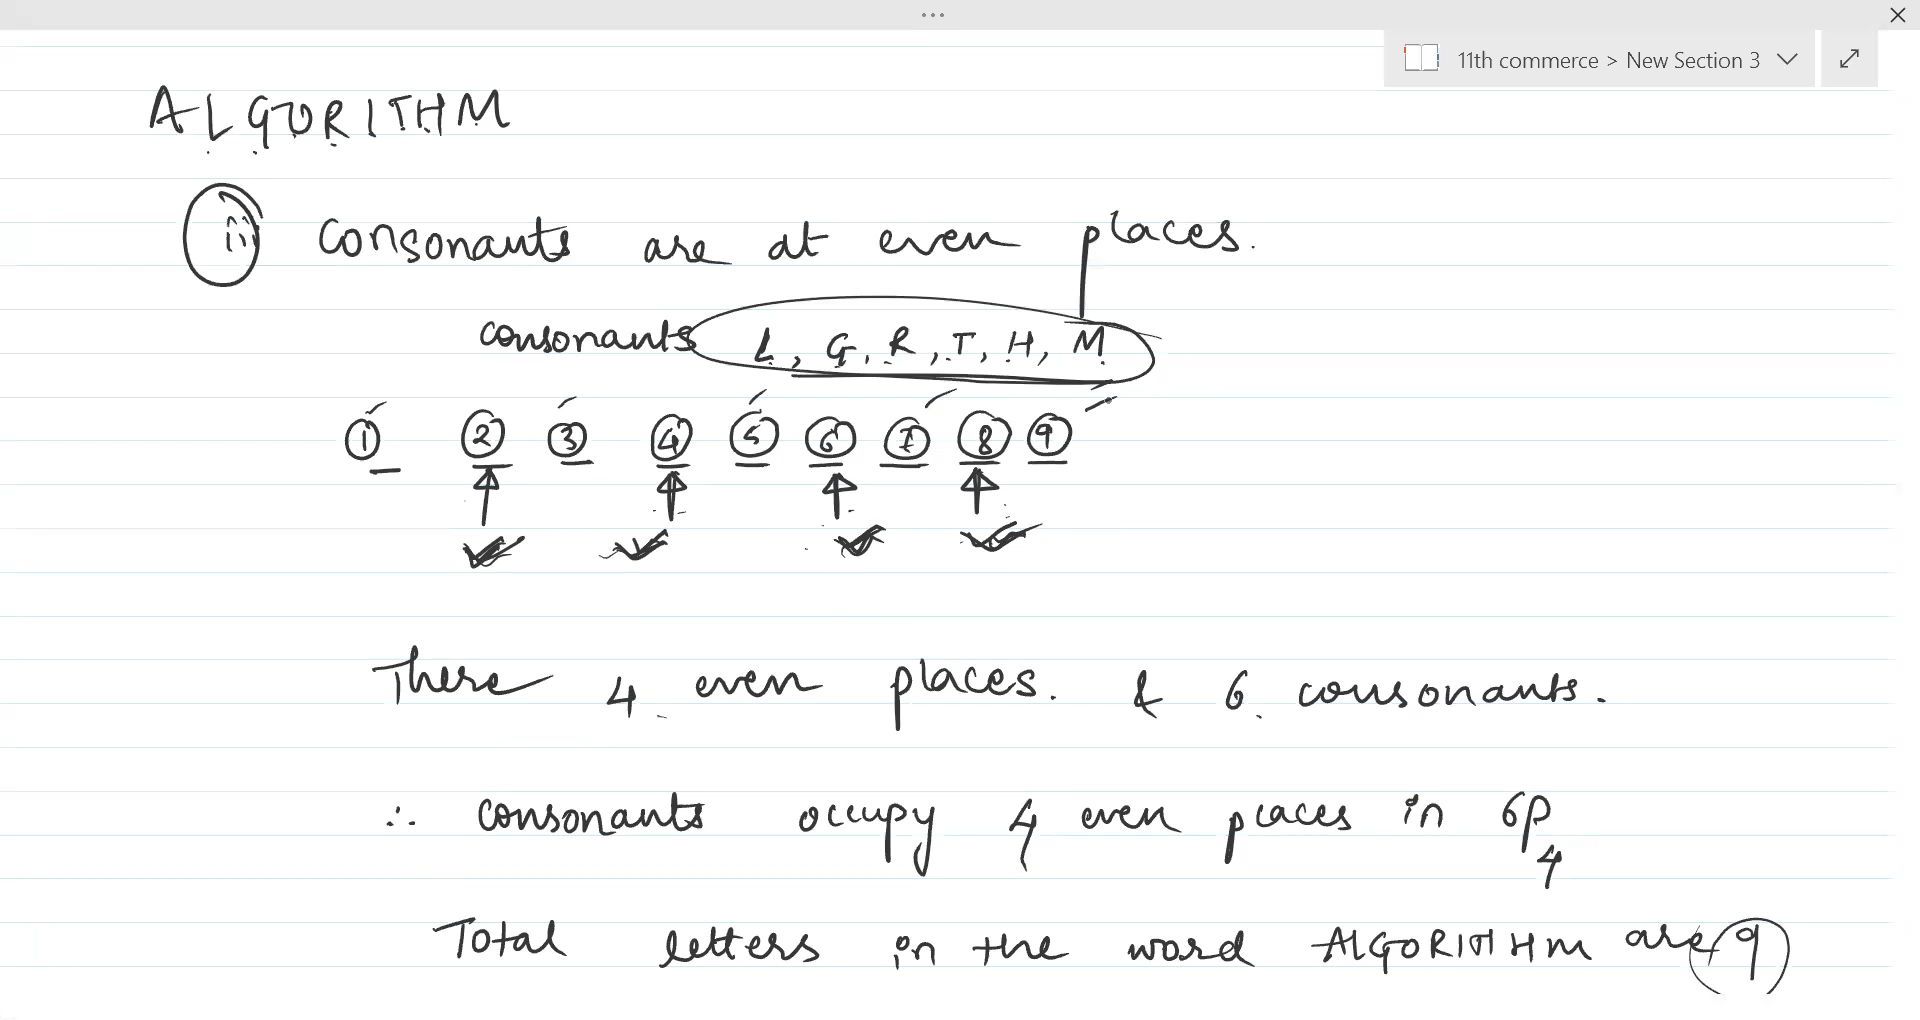 11th commerce > New Section 3
ALGORITHM
iii consonants are at even places.
consonants L, G, R, T, H, M
1 2 3 4 5 6 7 8 9
There 4 even places. & 6 consonants.
∴ consonants occupy 4 even places in 6P4
Total letters in the word ALGORITHM are 9